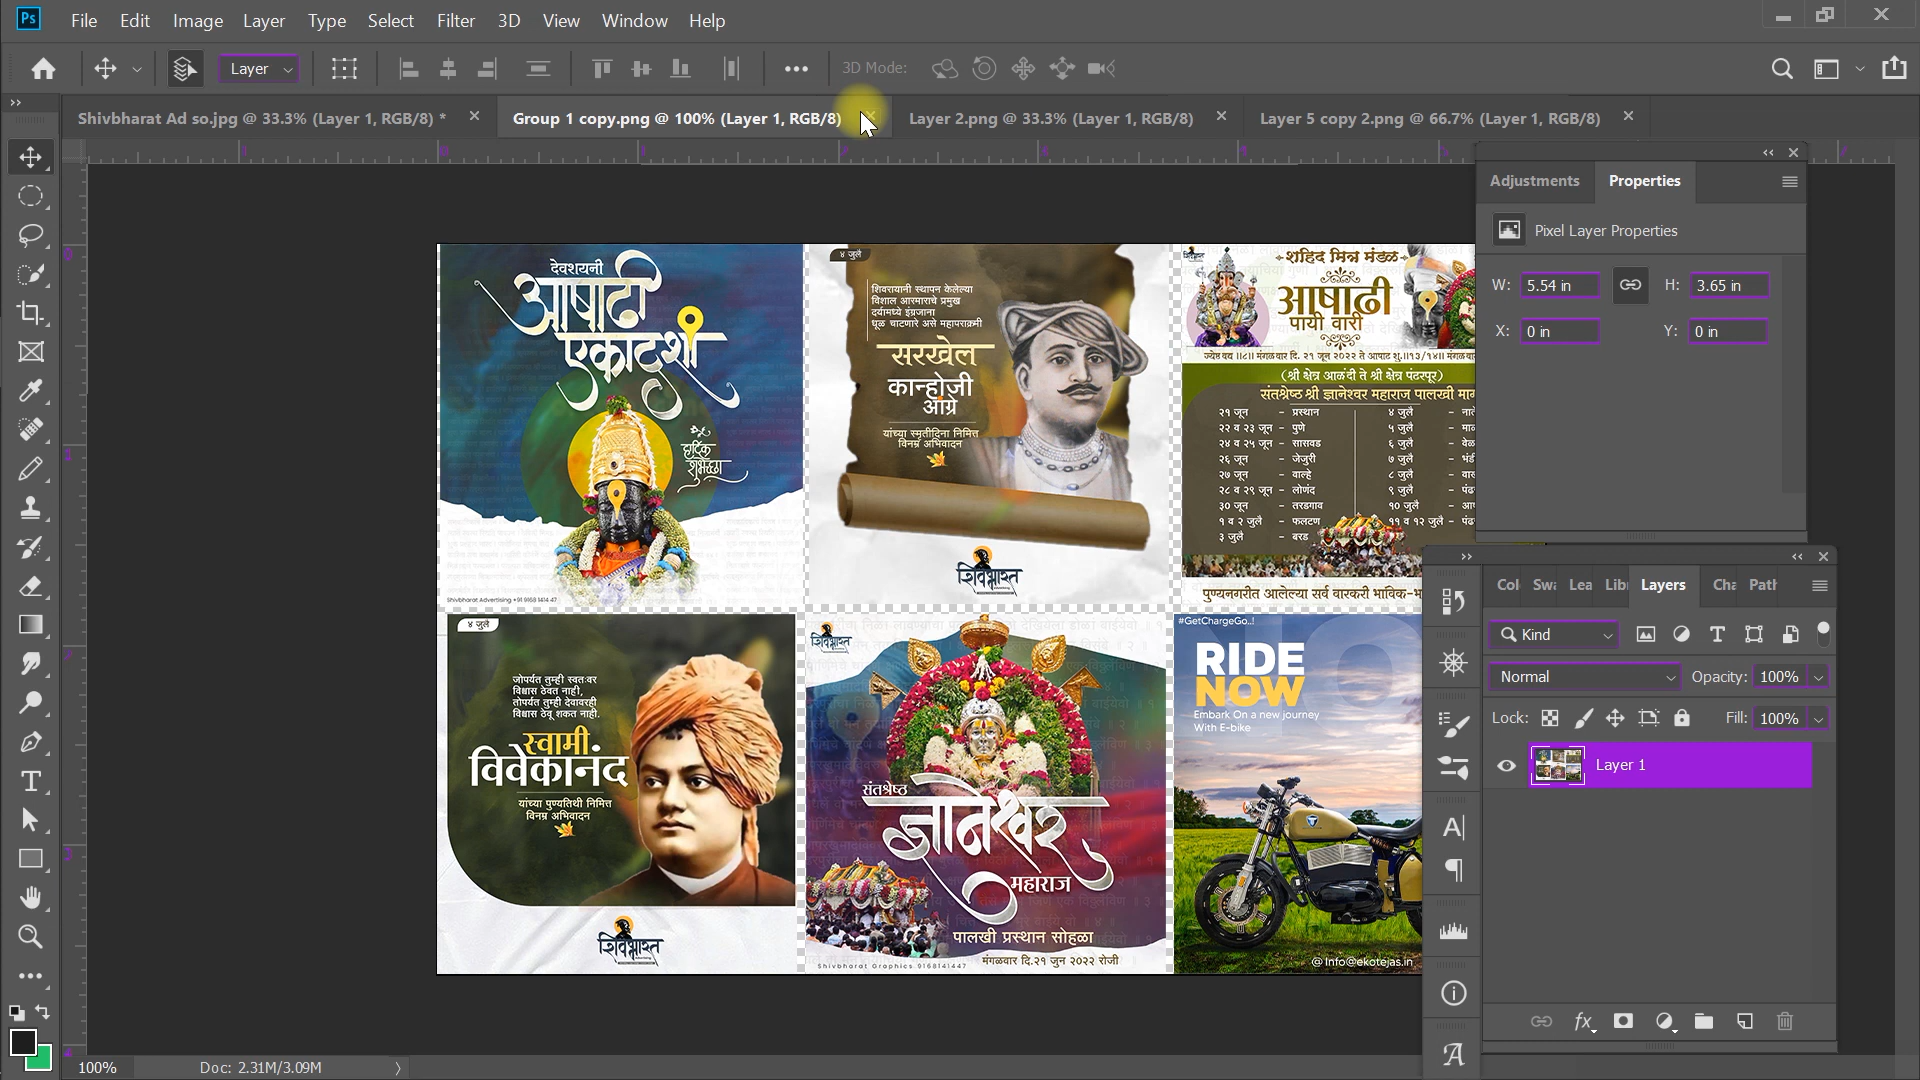 File Edit Image Layer Type Select Filter 3D View Window Help
Layer
3D Mode:
Shivbharat Ad so.jpg @ 33.3% (Layer 1, RGB/8) *
Group 1 copy.png @ 100% (Layer 1, RGB/8)
Layer 2.png @ 33.3% (Layer 1, RGB/8)
Layer 5 copy 2.png @ 66.7% (Layer 1, RGB/8)
देवशयनी
आषाढी
एकादशी
हार्दिक
शुभेच्छा
Shivbharat Advertising +91 9168 1414 47
४ जुलै
शिवरायानी स्थापन केलेल्या
विशाल आरमाराचे प्रमुख
दर्यामध्ये इंग्रजाना
धूळ चाटणारे असे महापराक्रमी
सरखेल
कान्होजी
आंग्रे
यांच्या स्मृतीदिना निमित्त
विनम्र अभिवादन
शिवभारत
शहिद मित्र मंडळ
आषाढी
पायी वारी
ज्येष्ठ वद्य ॥८॥ मंगळवार दि. २१ जून २०२२ ते आषाढ शु.॥१३/१४॥ मंगळवार
(श्री क्षेत्र आळंदी ते श्री क्षेत्र पंढरपूर)
संतश्रेष्ठ श्री ज्ञानेश्वर महाराज पालखी
२१ जून - प्रस्थान ४ जुलै
२२ व २३ जून - पुणे ५ जुलै
२४ व २५ जून - सासवड ६ जुलै
२६ जून - जेजुरी ७ जुलै
२७ जून - वाल्हे ८ जुलै
२८ व २९ जून - लोणंद ९ जुलै
३० जून - तरडगाव १० जुलै
१ व २ जुलै - फलटण ११ व १२ जुलै
३ जुलै - बरड
पुण्यनगरीत आलेल्या सर्व वारकरी
४ जुलै
जोपर्यंत तुम्ही स्वतःवर
विश्वास ठेवत नाही,
तोपर्यंत तुम्ही देवावरही
विश्वास ठेवू शकत नाही.
स्वामी
विवेकानंद
यांच्या पुण्यतिथी निमित्त
विनम्र अभिवादन
शिवभारत
शिवभारत
संतश्रेष्ठ
ज्ञानेश्वर
महाराज
पालखी प्रस्थान सोहळा
मंगळवार दि.२१ जुन २०२२ रोजी
Shivbharat Graphics 9168141447
#GetChargeGo..!
RIDE
NOW
Embark On a new journey
With E-bike
@ Info@ekotejas.in
Adjustments Properties
Pixel Layer Properties
W: 5.54 in H: 3.65 in
X: 0 in Y: 0 in
Col Swa Lea Libr Layers Cha Path
Kind
Normal Opacity: 100%
Lock: Fill: 100%
Layer 1
100% Doc: 2.31M/3.09M